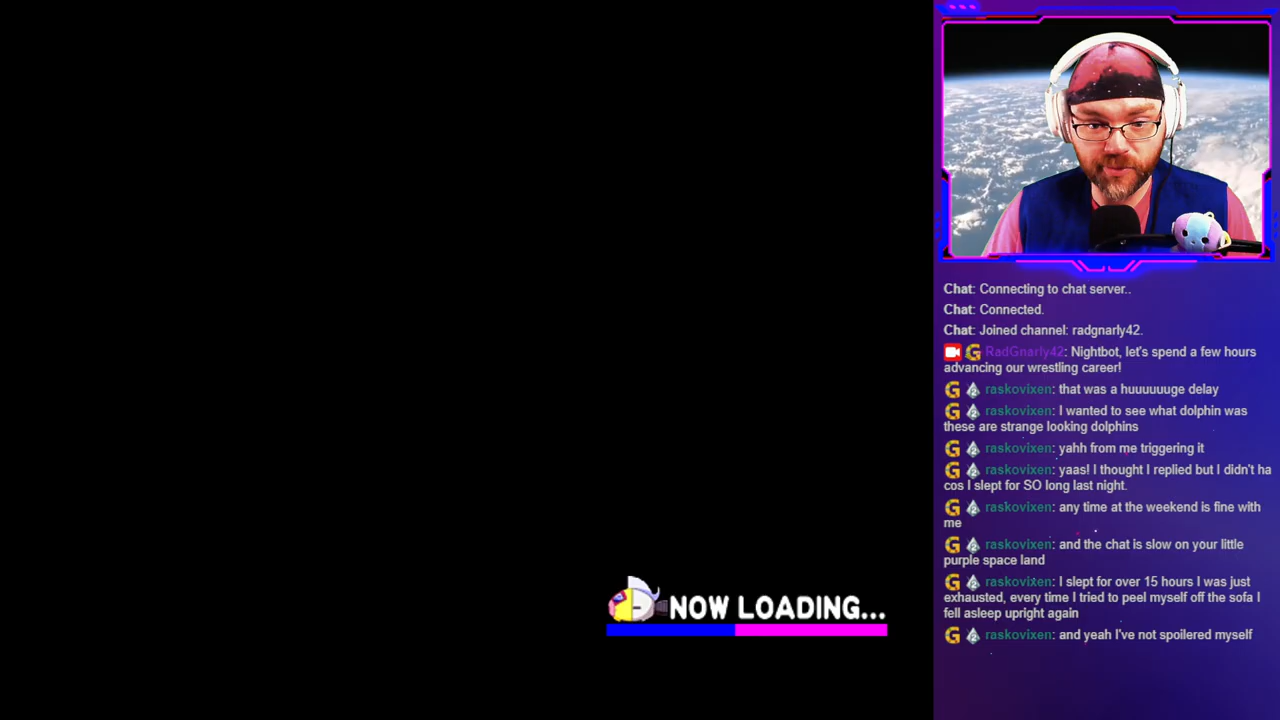 NOW LOADING...
Chat: Connecting to chat server..
Chat: Connected.
Chat: Joined channel: radgnarly42.
RadGnarly42: Nightbot, let's spend a few hours
advancing our wrestling career!
raskovixen: that was a huuuuuuge delay
raskovixen: I wanted to see what dolphin was
these are strange looking dolphins
raskovixen: yahh from me triggering it
raskovixen: yaas! I thought I replied but I didn't ha
cos I slept for SO long last night.
raskovixen: any time at the weekend is fine with
me
raskovixen: and the chat is slow on your little
purple space land
raskovixen: I slept for over 15 hours I was just
exhausted, every time I tried to peel myself off the sofa I
fell asleep upright again
raskovixen: and yeah I've not spoilered myself